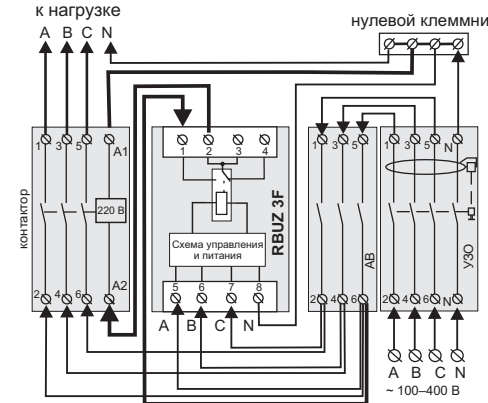 к нагрузке
нулевой клеммни
A B C N
1 3 5 A1
1 2 3 4
1 3 5
1 3 5 N
контактор
220 В
RBUZ 3F
Схема управления
и питания
АВ
УЗО
A2
5 6 7 8
2 4 6
2 4 6
2 4 6 N
A B C N
A B C N
~ 100–400 В